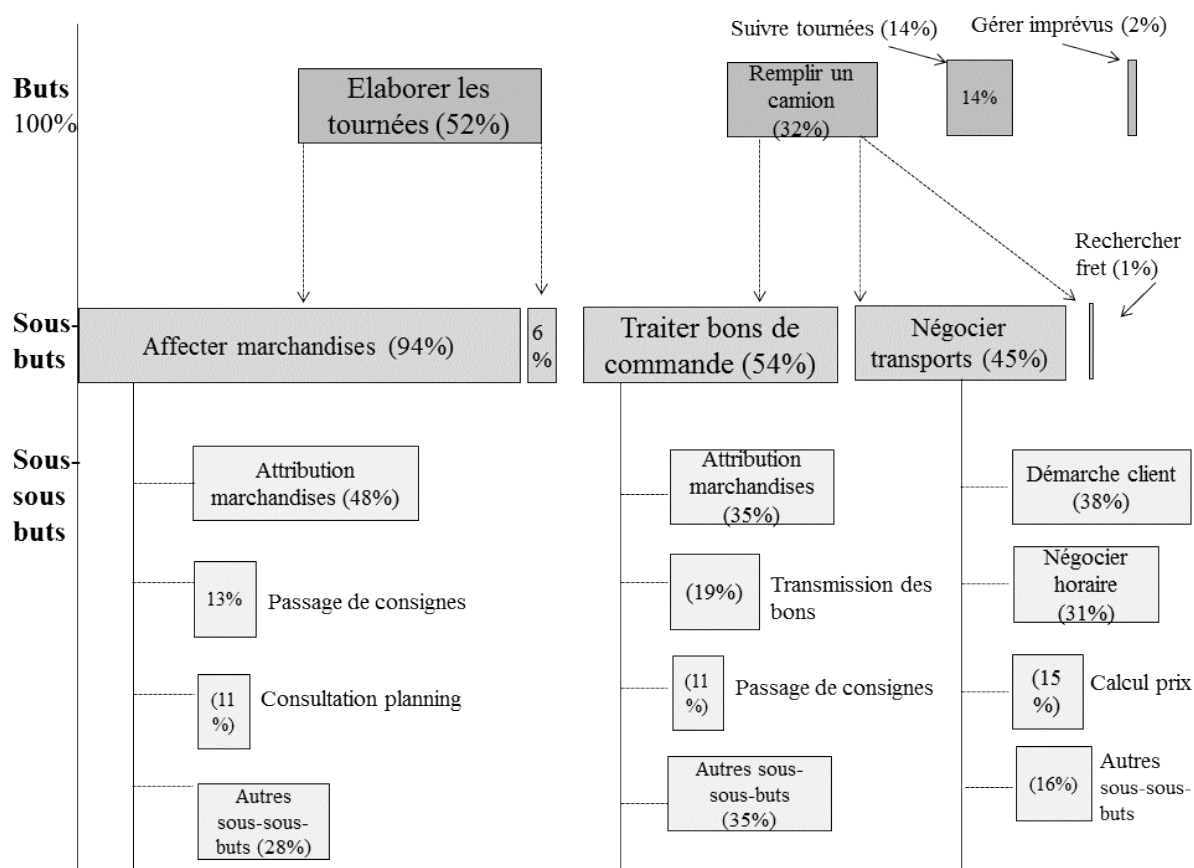 Suivre tournées (14%)
Gérer imprévus (2%)
Buts
100%
Elaborer les
tournées (52%)
Remplir un
camion
(32%)
14%
Rechercher
fret (1%)
Sous-
buts
Affecter marchandises (94%)
6
%
Traiter bons de
commande (54%)
Négocier
transports (45%)
Sous-
sous
buts
Attribution
marchandises (48%)
13%
Passage de consignes
(11
%)
Consultation planning
Autres
sous-sous-
buts (28%)
Attribution
marchandises
(35%)
(19%)
Transmission des
bons
(11
%)
Passage de consignes
Autres sous-
sous-buts
(35%)
Démarche client
(38%)
Négocier
horaire
(31%)
(15
%)
Calcul prix
(16%)
Autres
sous-sous-
buts